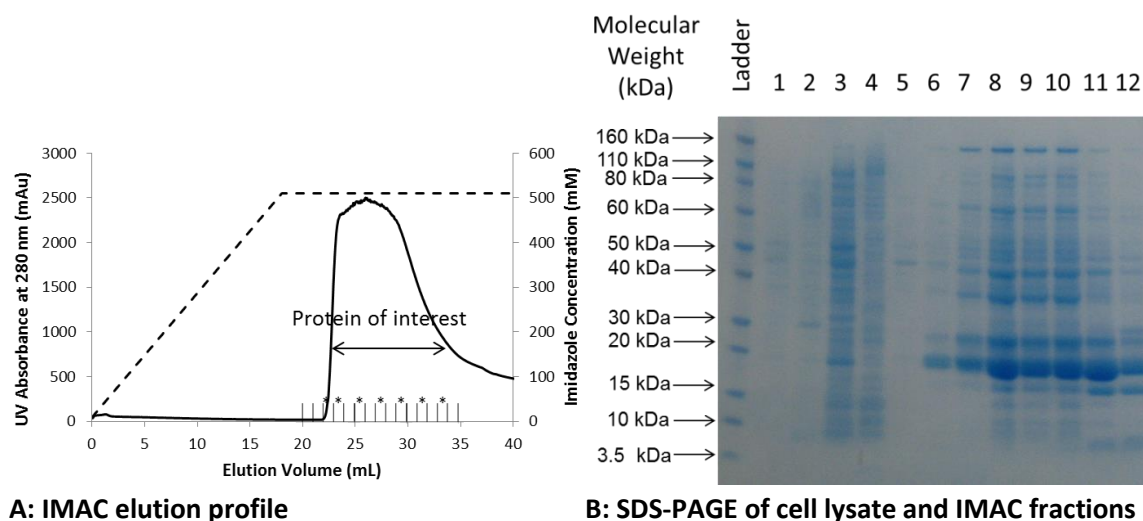 Molecular
Weight
(kDa)
Ladder
1 2 3 4 5 6 7 8 9 10 11 12
160 kDa
110 kDa
80 kDa
60 kDa
50 kDa
40 kDa
30 kDa
20 kDa
15 kDa
10 kDa
3.5 kDa
UV Absorbance at 280 nm (mAu)
3000
2500
2000
1500
1000
500
0
Protein of interest
* * * * * * *
600
500
400
300
200
100
0
Imidazole Concentration (mM)
0 5 10 15 20 25 30 35 40
Elution Volume (mL)
A: IMAC elution profile
B: SDS-PAGE of cell lysate and IMAC fractions